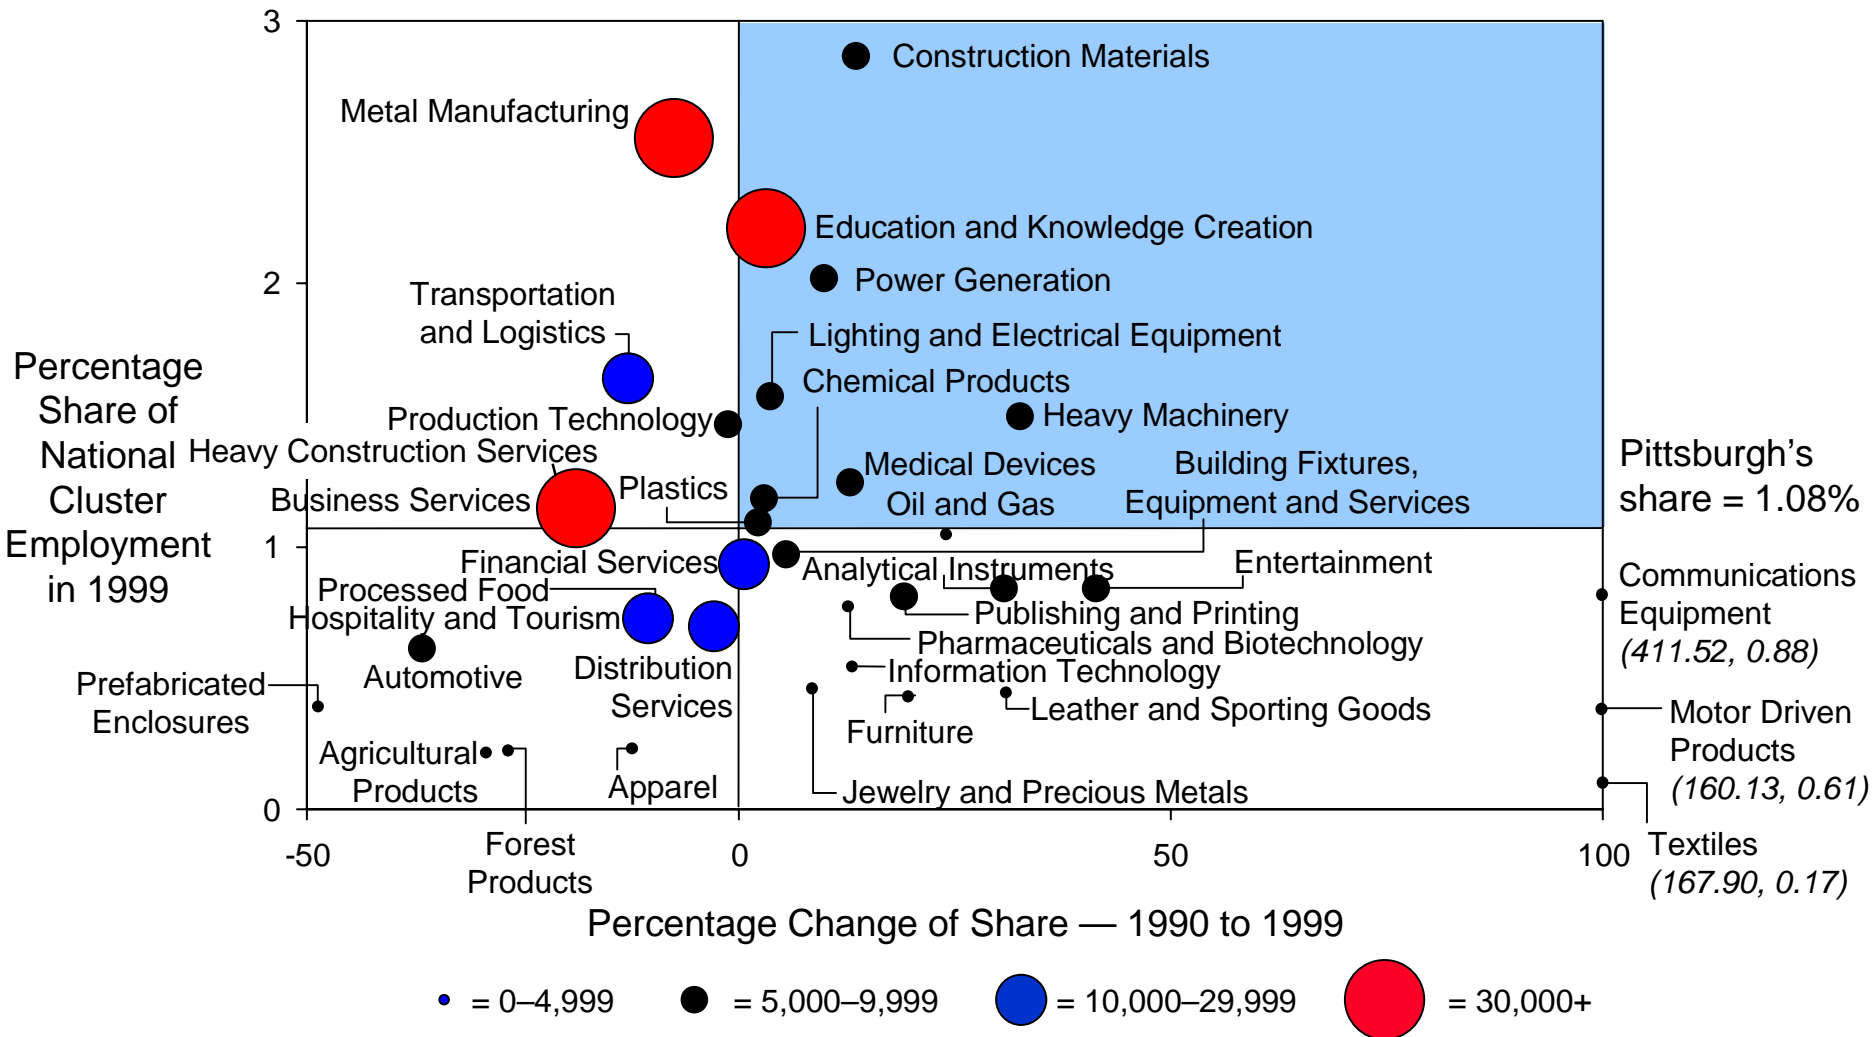 3
Construction Materials
Metal Manufacturing
Education and Knowledge Creation
2
Power Generation
Transportation
and Logistics
Lighting and Electrical Equipment
Percentage
Share of
National
Cluster
Employment
in 1999
Chemical Products
Production Technology
Heavy Machinery
Heavy Construction Services
Medical Devices
Building Fixtures,
Equipment and Services
Pittsburgh's
share = 1.08%
Business Services
Plastics
Oil and Gas
1
Financial Services
Analytical Instruments
Entertainment
Processed Food
Communications
Equipment
(411.52, 0.88)
Hospitality and Tourism
Publishing and Printing
Pharmaceuticals and Biotechnology
Automotive
Distribution
Services
Information Technology
Prefabricated
Enclosures
Leather and Sporting Goods
Motor Driven
Products
(160.13, 0.61)
Furniture
Agricultural
Products
Apparel
Jewelry and Precious Metals
0
-50
Forest
Products
0
50
100
Textiles
(167.90, 0.17)
Percentage Change of Share — 1990 to 1999
= 0–4,999
= 5,000–9,999
= 10,000–29,999
= 30,000+